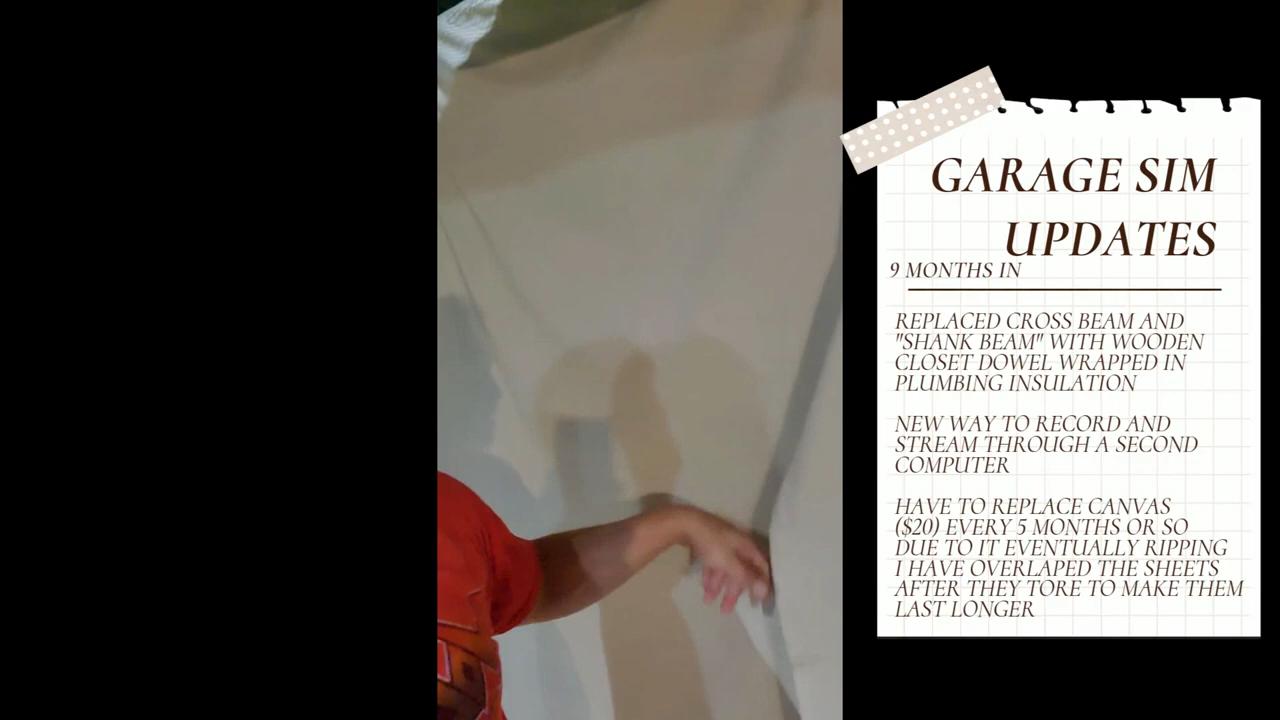 GARAGE SIM
UPDATES
9 MONTHS IN
REPLACED CROSS BEAM AND
"SHANK BEAM" WITH WOODEN
CLOSET DOWEL WRAPPED IN
PLUMBING INSULATION
NEW WAY TO RECORD AND
STREAM THROUGH A SECOND
COMPUTER
HAVE TO REPLACE CANVAS
($20) EVERY 5 MONTHS OR SO
DUE TO IT EVENTUALLY RIPPING
I HAVE OVERLAPED THE SHEETS
AFTER THEY TORE TO MAKE THEM
LAST LONGER